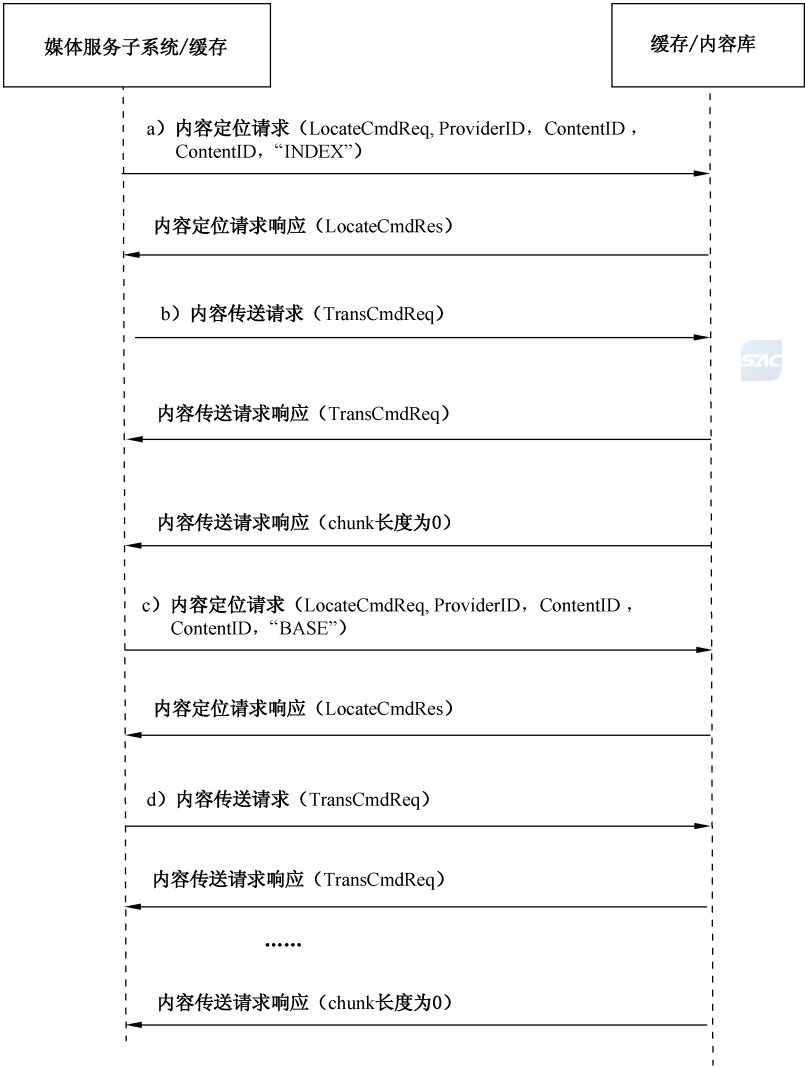 媒体服务子系统/缓存
缓存/内容库
a）内容定位请求（LocateCmdReq, ProviderID，ContentID，
ContentID，“INDEX”）
内容定位请求响应（LocateCmdRes）
b）内容传送请求（TransCmdReq）
SAC
内容传送请求响应（TransCmdReq）
内容传送请求响应（chunk长度为0）
c）内容定位请求（LocateCmdReq, ProviderID，ContentID，
ContentID，“BASE”）
内容定位请求响应（LocateCmdRes）
d）内容传送请求（TransCmdReq）
内容传送请求响应（TransCmdReq）
……
内容传送请求响应（chunk长度为0）